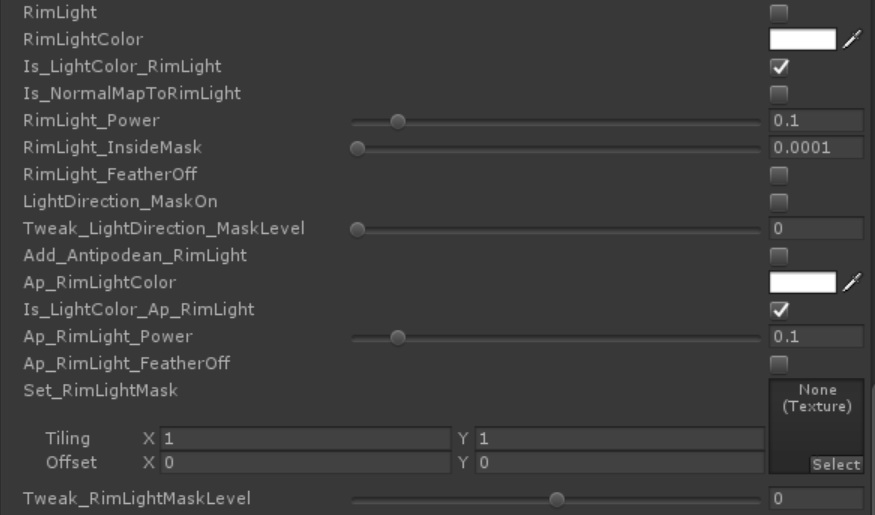 RimLight
RimLightColor
Is_LightColor_RimLight
Is_NormalMapToRimLight
RimLight_Power 0.1
RimLight_InsideMask 0.0001
RimLight_FeatherOff
LightDirection_MaskOn
Tweak_LightDirection_MaskLevel 0
Add_Antipodean_RimLight
Ap_RimLightColor
Is_LightColor_Ap_RimLight
Ap_RimLight_Power 0.1
Ap_RimLight_FeatherOff
Set_RimLightMask
None
(Texture)
Tiling X 1 Y 1
Offset X 0 Y 0
Select
Tweak_RimLightMaskLevel 0